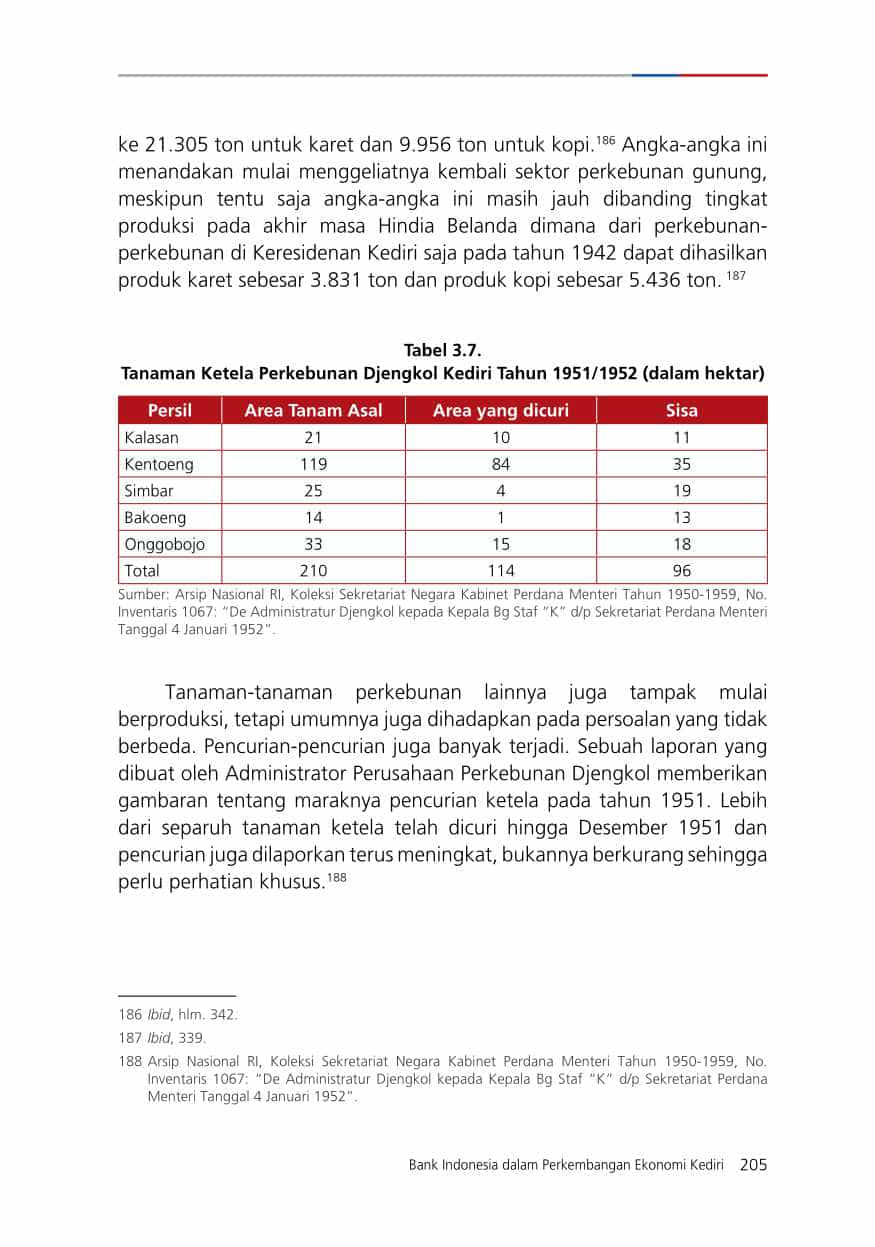 ke 21.305 ton untuk karet dan 9.956 ton untuk kopi.186 Angka-angka ini
menandakan mulai menggeliatnya kembali sektor perkebunan gunung,
meskipun tentu saja angka-angka ini masih jauh dibanding tingkat
produksi pada akhir masa Hindia Belanda dimana dari perkebunan-
perkebunan di Keresidenan Kediri saja pada tahun 1942 dapat dihasilkan
produk karet sebesar 3.831 ton dan produk kopi sebesar 5.436 ton. 187
Tabel 3.7.
Tanaman Ketela Perkebunan Djengkol Kediri Tahun 1951/1952 (dalam hektar)
Persil Area Tanam Asal Area yang dicuri Sisa
Kalasan 21 10 11
Kentoeng 119 84 35
Simbar 25 4 19
Bakoeng 14 1 13
Onggobojo 33 15 18
Total 210 114 96
Sumber: Arsip Nasional RI, Koleksi Sekretariat Negara Kabinet Perdana Menteri Tahun 1950-1959, No.
Inventaris 1067: “De Administratur Djengkol kepada Kepala Bg Staf “K” d/p Sekretariat Perdana Menteri
Tanggal 4 Januari 1952”.
Tanaman-tanaman perkebunan lainnya juga tampak mulai
berproduksi, tetapi umumnya juga dihadapkan pada persoalan yang tidak
berbeda. Pencurian-pencurian juga banyak terjadi. Sebuah laporan yang
dibuat oleh Administrator Perusahaan Perkebunan Djengkol memberikan
gambaran tentang maraknya pencurian ketela pada tahun 1951. Lebih
dari separuh tanaman ketela telah dicuri hingga Desember 1951 dan
pencurian juga dilaporkan terus meningkat, bukannya berkurang sehingga
perlu perhatian khusus.188
186 Ibid, hlm. 342.
187 Ibid, 339.
188 Arsip Nasional RI, Koleksi Sekretariat Negara Kabinet Perdana Menteri Tahun 1950-1959, No.
Inventaris 1067: “De Administratur Djengkol kepada Kepala Bg Staf “K” d/p Sekretariat Perdana
Menteri Tanggal 4 Januari 1952”.
Bank Indonesia dalam Perkembangan Ekonomi Kediri 205